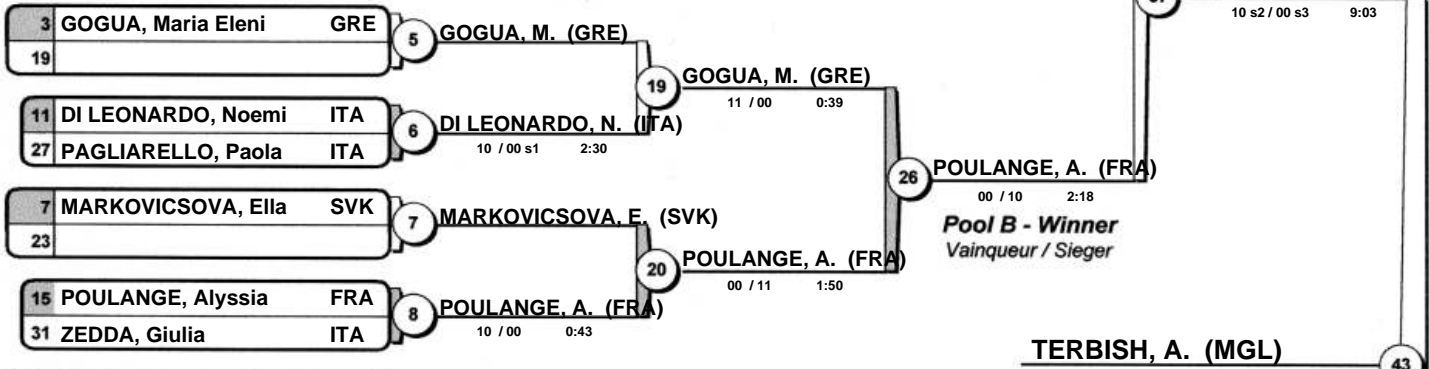 10 s2 / 00 s3 9:03
3 GOGUA, Maria Eleni GRE
19
5
GOGUA, M. (GRE)
19
GOGUA, M. (GRE)
11 / 00 0:39
11 DI LEONARDO, Noemi ITA
27 PAGLIARELLO, Paola ITA
6
DI LEONARDO, N. (ITA)
10 / 00 s1 2:30
26
POULANGE, A. (FRA)
00 / 10 2:18
Pool B - Winner
Vainqueur / Sieger
7 MARKOVICSOVA, Ella SVK
23
7
MARKOVICSOVA, E. (SVK)
20
POULANGE, A. (FRA)
00 / 11 1:50
15 POULANGE, Alyssia FRA
31 ZEDDA, Giulia ITA
8
POULANGE, A. (FRA)
10 / 00 0:43
TERBISH, A. (MGL)
43